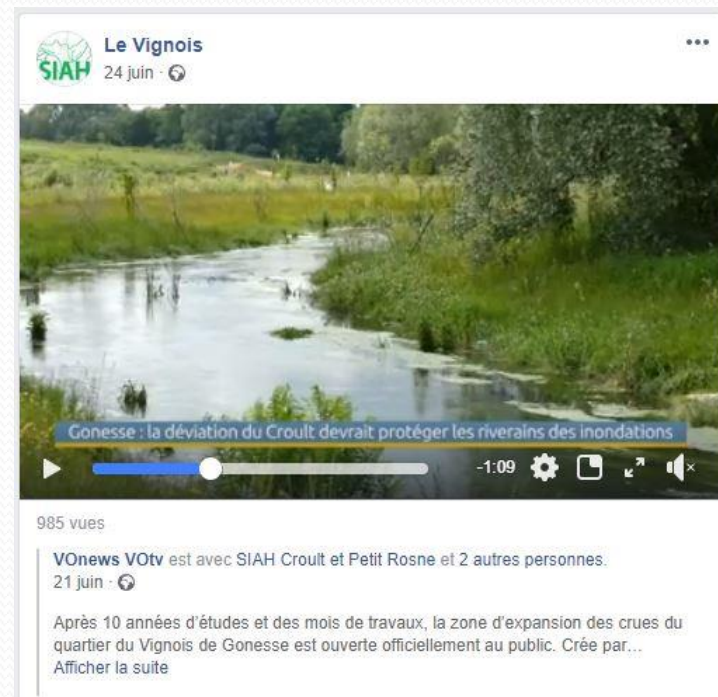 SIAH
Le Vignois
24 juin ·
Gonesse : la déviation du Croult devrait protéger les riverains des inondations
-1:09
985 vues
VOnews VOtv est avec SIAH Croult et Petit Rosne et 2 autres personnes.
21 juin ·
Après 10 années d'études et des mois de travaux, la zone d'expansion des crues du
quartier du Vignois de Gonesse est ouverte officiellement au public. Crée par...
Afficher la suite